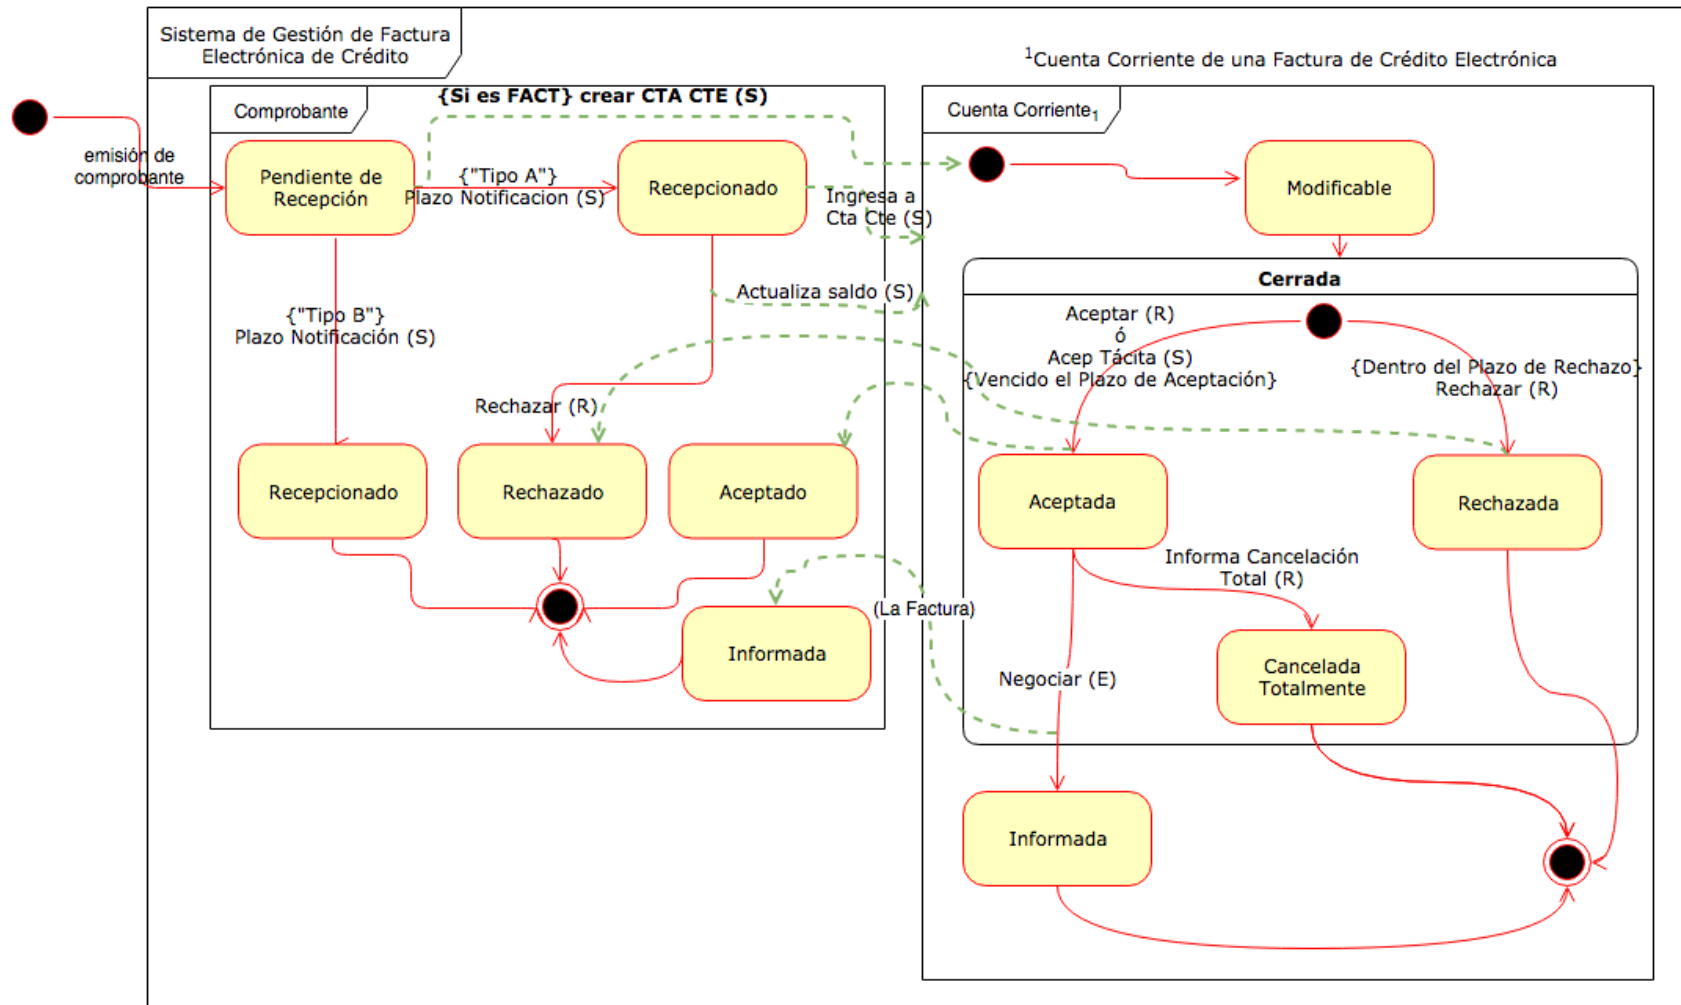 Sistema de Gestión de Factura
Electrónica de Crédito
1Cuenta Corriente de una Factura de Crédito Electrónica
Comprobante
{Si es FACT} crear CTA CTE (S)
Cuenta Corriente1
emisión de
comprobante
Pendiente de
Recepción
{"Tipo A"}
Plazo Notificacion (S)
Recepcionado
Ingresa a
Cta Cte (S)
Modificable
Cerrada
Actualiza saldo (S)
{"Tipo B"}
Plazo Notificación (S)
Aceptar (R)
ó
Acep Tácita (S)
{Vencido el Plazo de Aceptación}
{Dentro del Plazo de Rechazo}
Rechazar (R)
Rechazar (R)
Recepcionado
Rechazado
Aceptado
Aceptada
Rechazada
Informa Cancelación
Total (R)
(La Factura)
Informada
Negociar (E)
Cancelada
Totalmente
Informada